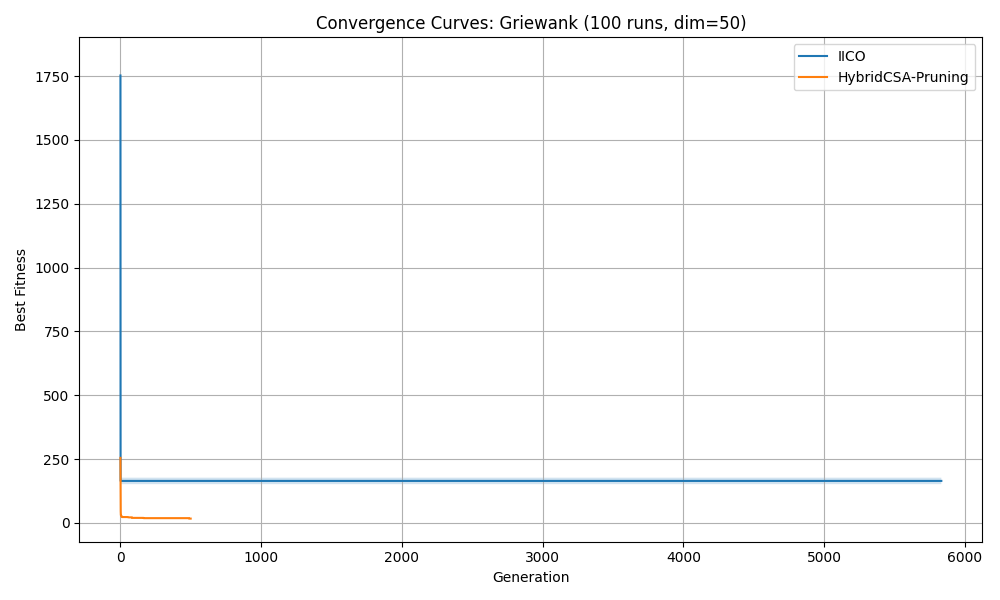 Convergence Curves: Griewank (100 runs, dim=50)
IICO
HybridCSA-Pruning
Best Fitness
1750
1500
1250
1000
750
500
250
0
0 1000 2000 3000 4000 5000 6000
Generation